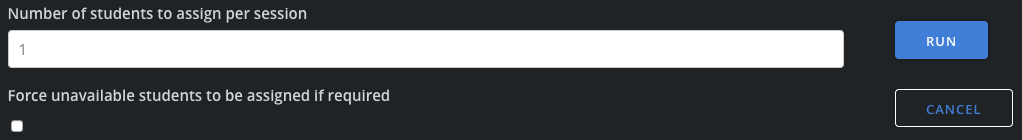 Number of students to assign per session
1
RUN
Force unavailable students to be assigned if required
CANCEL